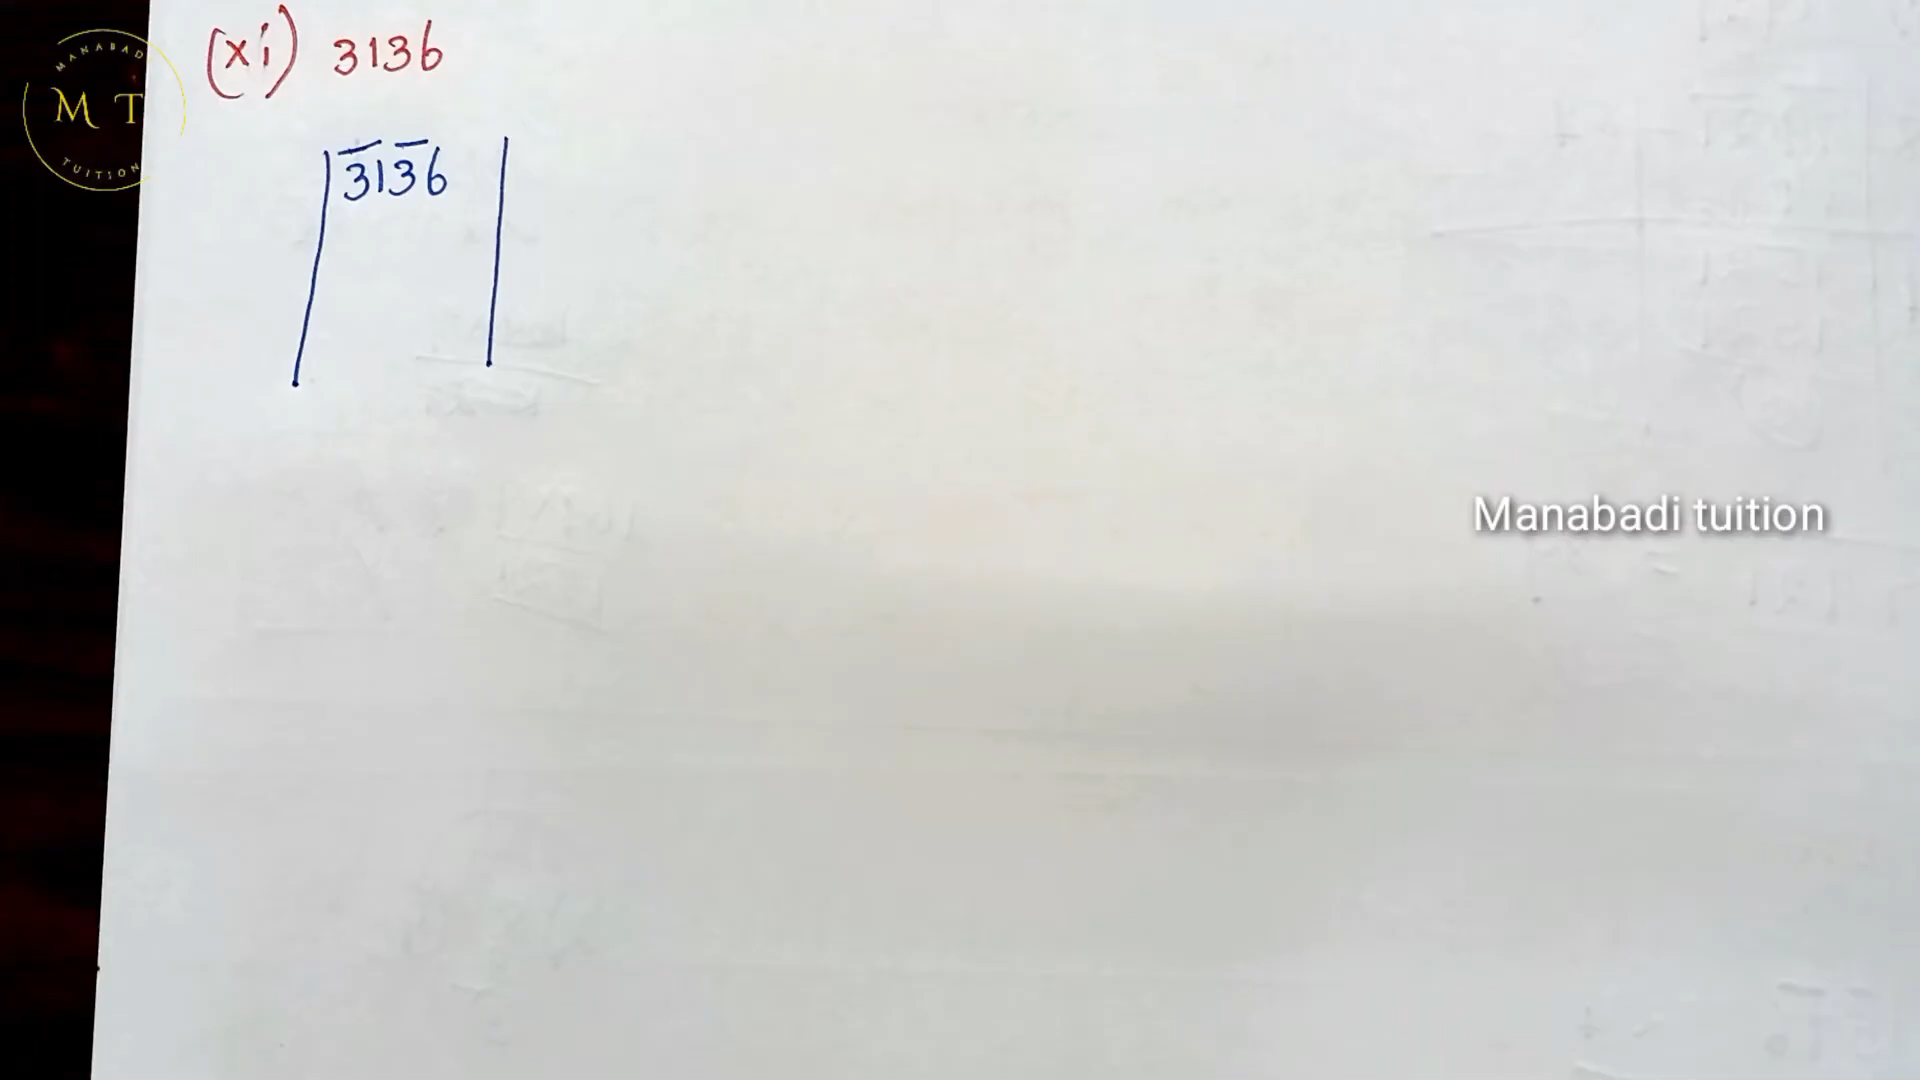 MANABADI
M T
TUITION
(xi) 3136
3136
Manabadi tuition